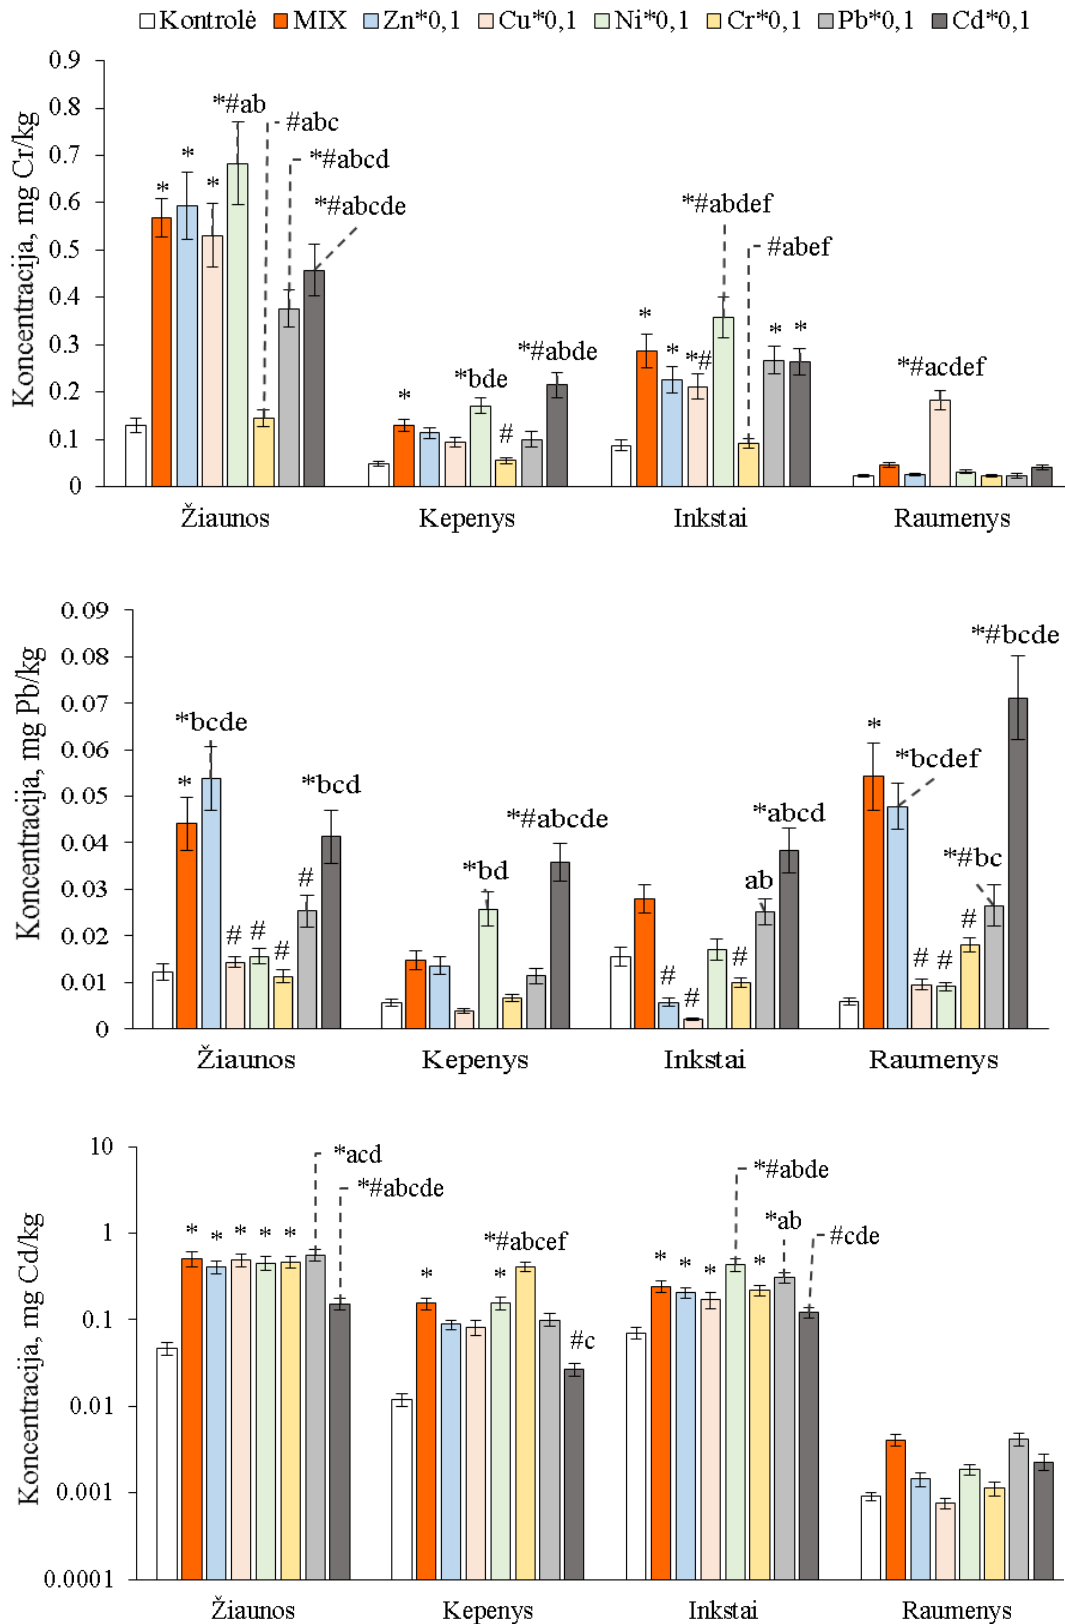 Kontrolė MIX Zn*0,1 Cu*0,1 Ni*0,1 Cr*0,1 Pb*0,1 Cd*0,1
Koncentracija, mg Cr/kg
0.9
0.8
0.7
0.6
0.5
0.4
0.3
0.2
0.1
0
* * * *#ab #abc *#abcd *#abcde
* *bde # *#abde
* * *# *#abdef #abef * *
*#acdef
Žiaunos Kepenys Inkstai Raumenys
Koncentracija, mg Pb/kg
0.09
0.08
0.07
0.06
0.05
0.04
0.03
0.02
0.01
0
* *bcde # # # # *bcd
*bd *#abcde
# # # ab *abcd
* *bcdef # # # *#bc *#bcde
Žiaunos Kepenys Inkstai Raumenys
Koncentracija, mg Cd/kg
10
1
0.1
0.01
0.001
0.0001
* * * * * *acd *#abcde
* * *#abcef #c
* * * *#abde * *ab #cde
Žiaunos Kepenys Inkstai Raumenys